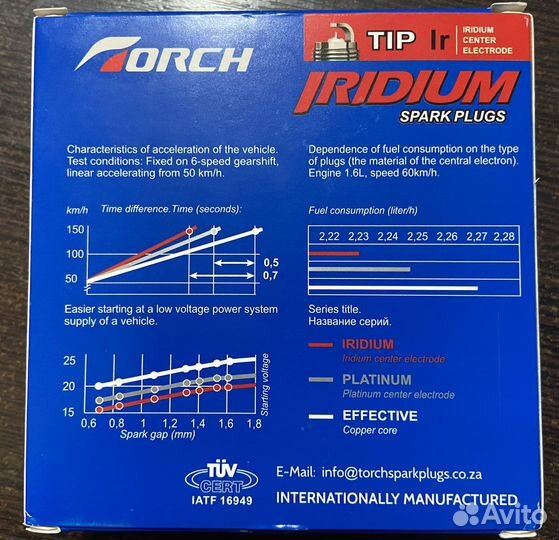 TORCH
TIP Ir
IRIDIUM
CENTER
ELECTRODE
IRIDIUM
SPARK PLUGS
Characteristics of acceleration of the vehicle.
Test conditions: Fixed on 6-speed gearshift,
linear accelerating from 50 km/h.
km/h Time difference.Time (seconds):
150
100
50
0,5
0,7
Easier starting at a low voltage power system
supply of a vehicle.
25
20
15
0,6 0,7 1 1,2 1,4 1,6 1,8
Spark gap (mm)
Starting voltage
Dependence of fuel consumption on the type
of plugs (the material of the central electron).
Engine 1.6L, speed 60km/h.
Fuel consumption (liter/h)
2,22 2,23 2,24 2,25 2,26 2,27 2,28
Series title.
Название серий.
IRIDIUM
Iridium center electrode
PLATINUM
Platinum center electrode
EFFECTIVE
Copper core
TÜV
CERT
IATF 16949
E-Mail: info@torchsparkplugs.co.za
INTERNATIONALLY MANUFACTURED
Avito